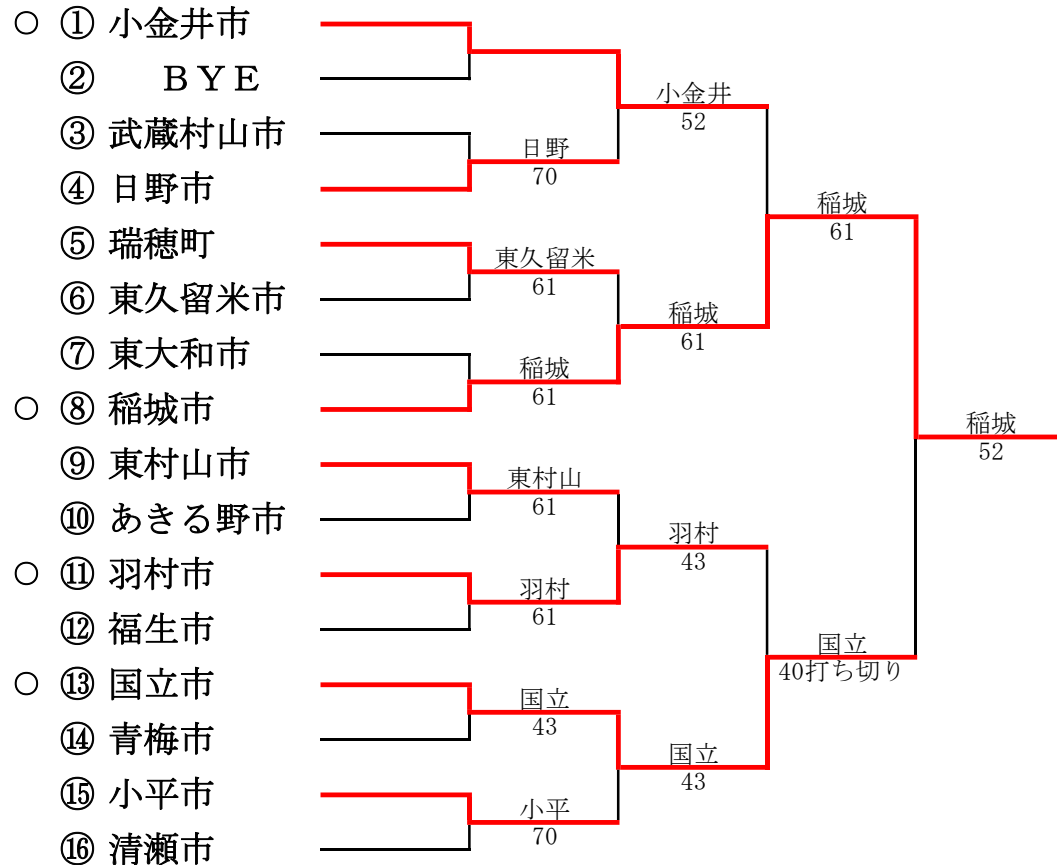 ○ ① 小金井市
② ＢＹＥ
③ 武蔵村山市
④ 日野市
⑤ 瑞穂町
⑥ 東久留米市
⑦ 東大和市
○ ⑧ 稲城市
⑨ 東村山市
⑩ あきる野市
○ ⑪ 羽村市
⑫ 福生市
○ ⑬ 国立市
⑭ 青梅市
⑮ 小平市
⑯ 清瀬市
日野
70
東久留米
61
稲城
61
東村山
61
羽村
61
国立
43
小平
70
小金井
52
稲城
61
羽村
43
国立
43
稲城
61
国立
40打ち切り
稲城
52